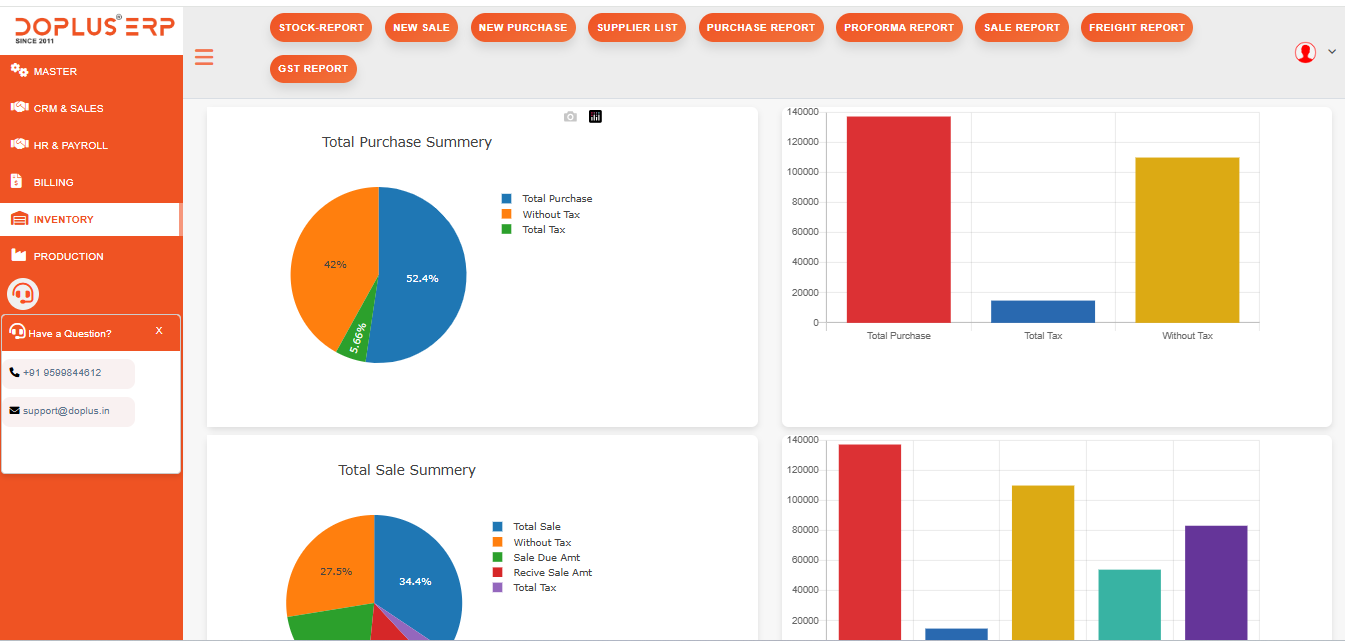 DOPLUS® ERP
SINCE 2011
STOCK-REPORT
NEW SALE
NEW PURCHASE
SUPPLIER LIST
PURCHASE REPORT
PROFORMA REPORT
SALE REPORT
FREIGHT REPORT
GST REPORT
MASTER
CRM & SALES
HR & PAYROLL
BILLING
INVENTORY
PRODUCTION
Have a Question?
X
+91 9599844612
support@doplus.in
Total Purchase Summery
42%
52.4%
5.66%
Total Purchase
Without Tax
Total Tax
140000
120000
100000
80000
60000
40000
20000
0
Total Purchase
Total Tax
Without Tax
Total Sale Summery
27.5%
34.4%
Total Sale
Without Tax
Sale Due Amt
Recive Sale Amt
Total Tax
140000
120000
100000
80000
60000
40000
20000